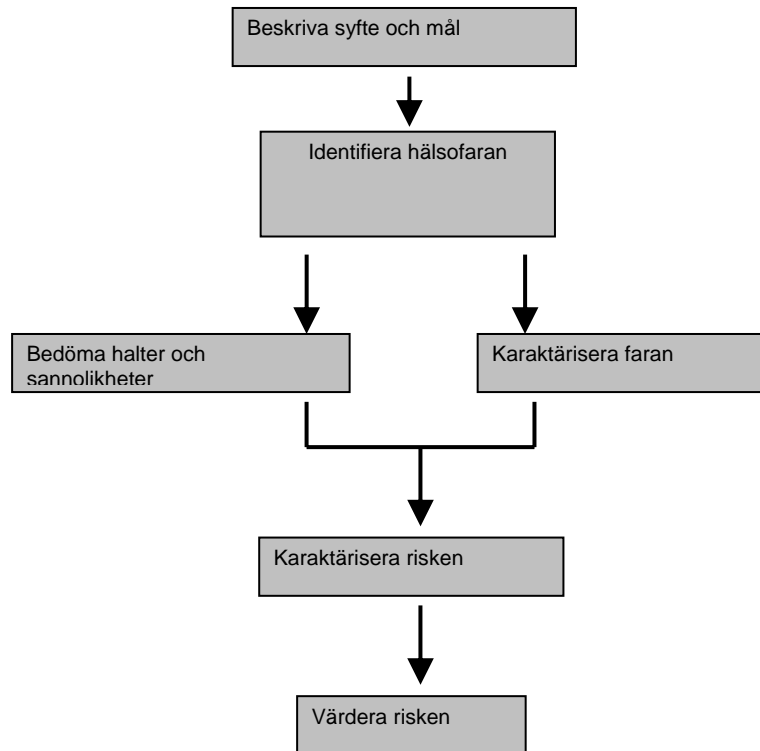 Beskriva syfte och mål
Identifiera hälsofaran
Bedöma halter och
sannolikheter
Karaktärisera faran
Karaktärisera risken
Värdera risken